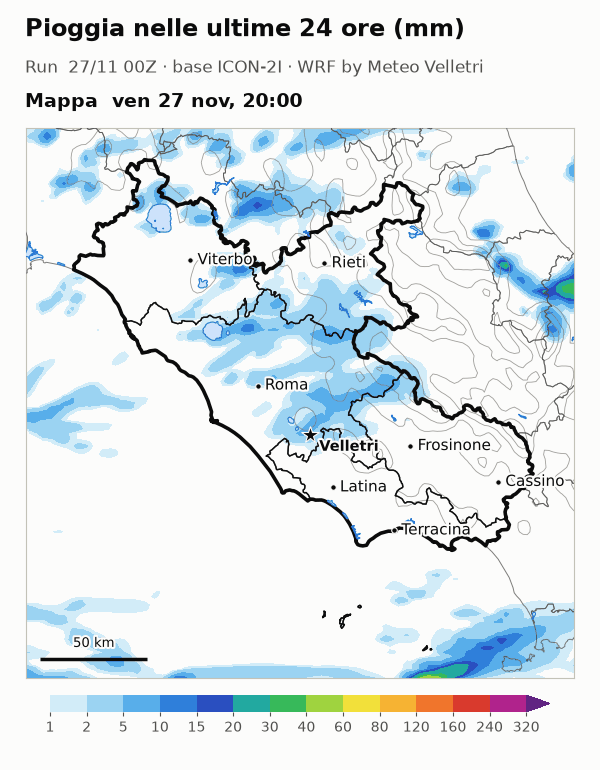 Pioggia nelle ultime 24 ore (mm)
Run 27/11 00Z · base ICON-2I · WRF by Meteo Velletri
Mappa ven 27 nov, 20:00
Viterbo
Rieti
Roma
Velletri
Frosinone
Cassino
Latina
Terracina
50 km
1 2 5 10 15 20 30 40 60 80 120 160 240 320